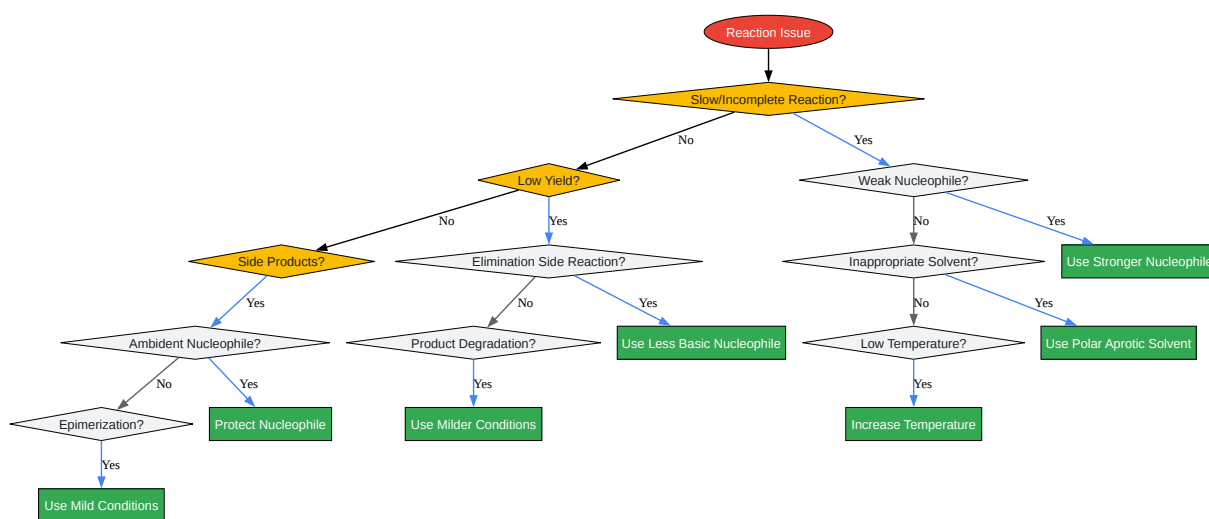 Reaction Issue
Slow/Incomplete Reaction?
No
Yes
Low Yield?
Weak Nucleophile?
No
Yes
No
Yes
Side Products?
Elimination Side Reaction?
Inappropriate Solvent?
Use Stronger Nucleophile
Yes
No
Yes
No
Yes
Ambident Nucleophile?
Product Degradation?
Use Less Basic Nucleophile
Low Temperature?
Use Polar Aprotic Solvent
No
Yes
Yes
Yes
Epimerization?
Protect Nucleophile
Use Milder Conditions
Increase Temperature
Yes
Use Mild Conditions